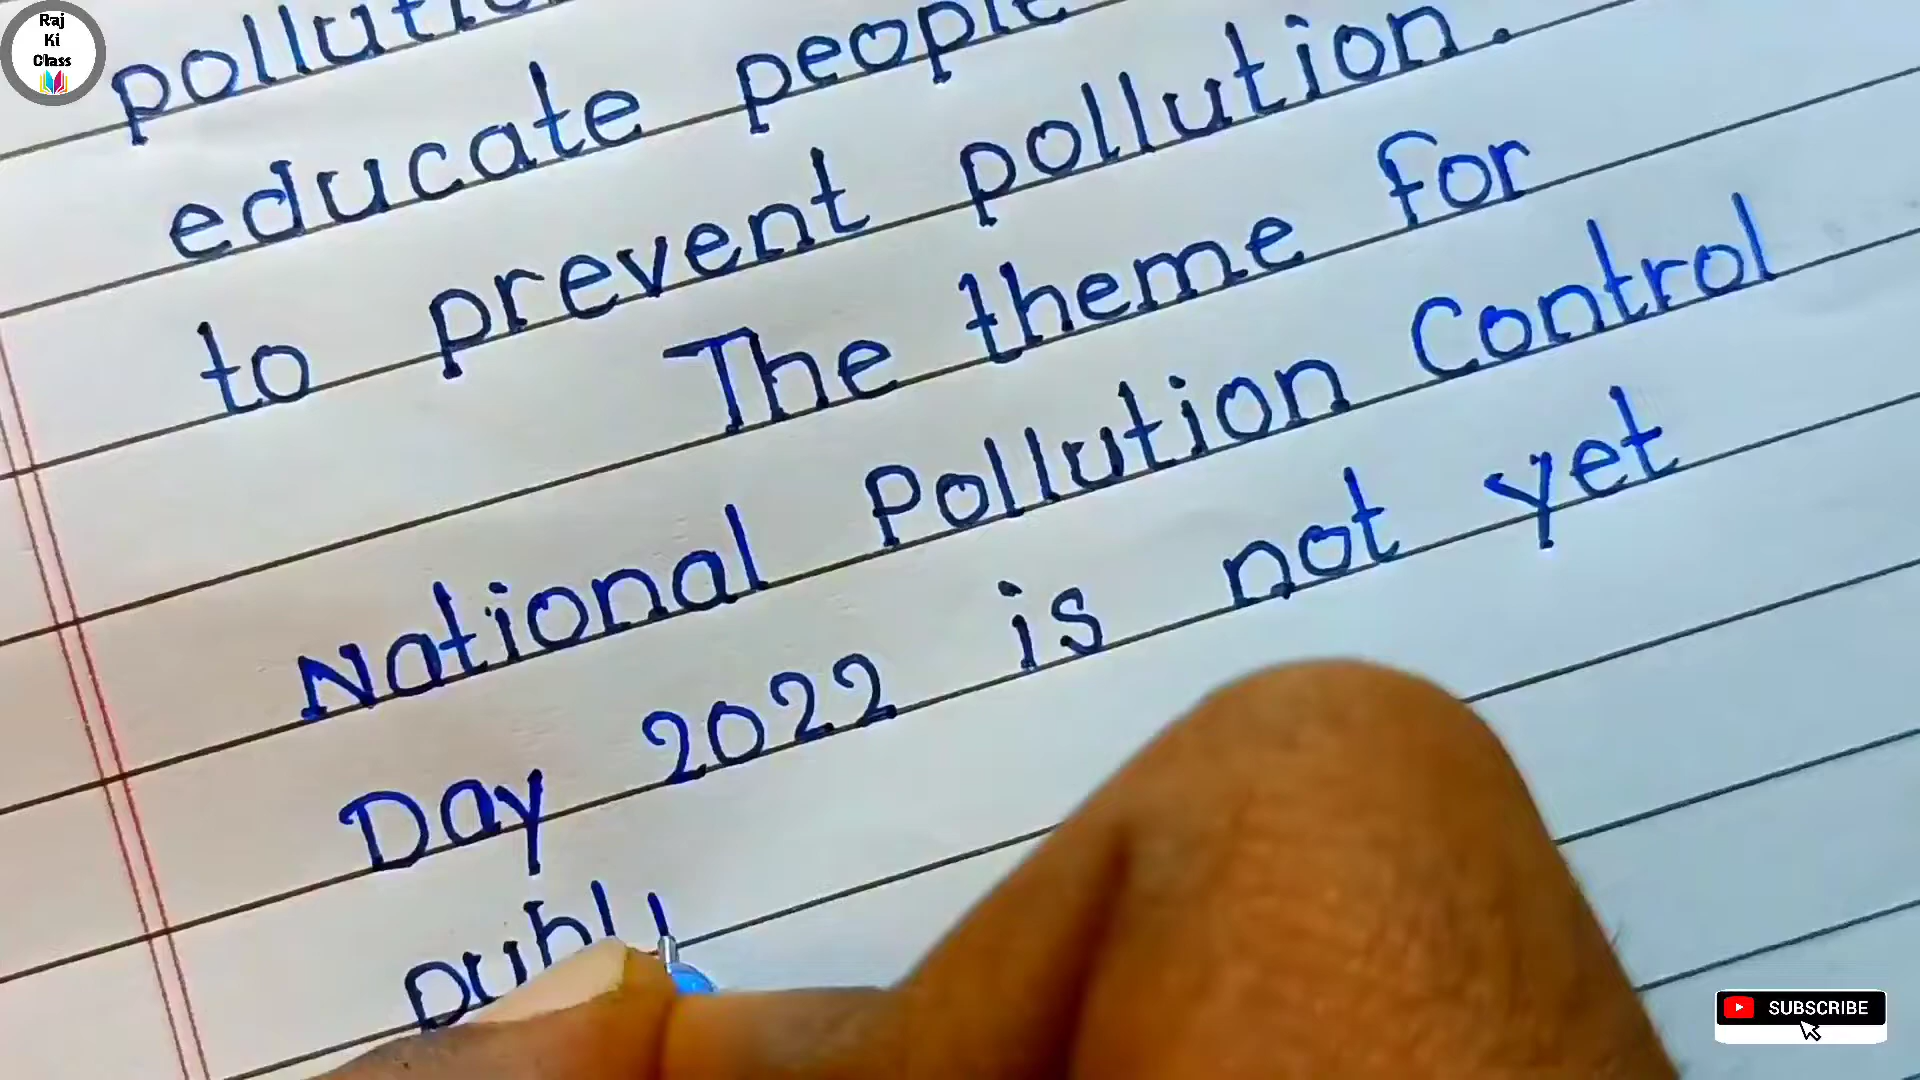 Raj
Ki
Class
educate people
to prevent pollution.
The theme for
National Pollution Control
Day 2022 is not yet
SUBSCRIBE